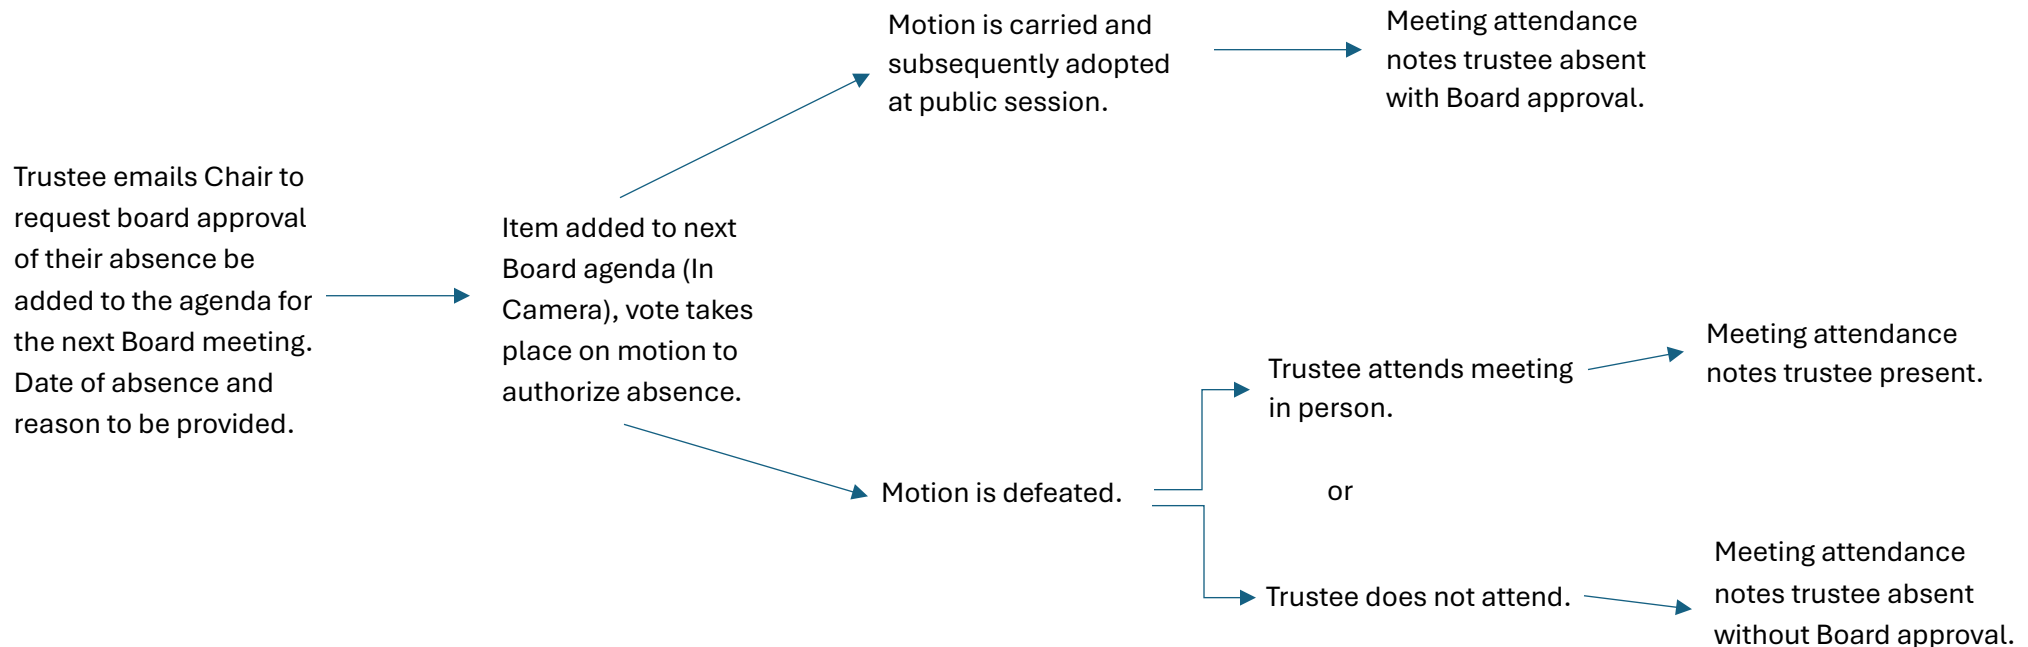 Trustee emails Chair to
request board approval
of their absence be
added to the agenda for
the next Board meeting.
Date of absence and
reason to be provided.
Item added to next
Board agenda (In
Camera), vote takes
place on motion to
authorize absence.
Motion is carried and
subsequently adopted
at public session.
Meeting attendance
notes trustee absent
with Board approval.
Motion is defeated.
Trustee attends meeting
in person.
Meeting attendance
notes trustee present.
or
Trustee does not attend.
Meeting attendance
notes trustee absent
without Board approval.